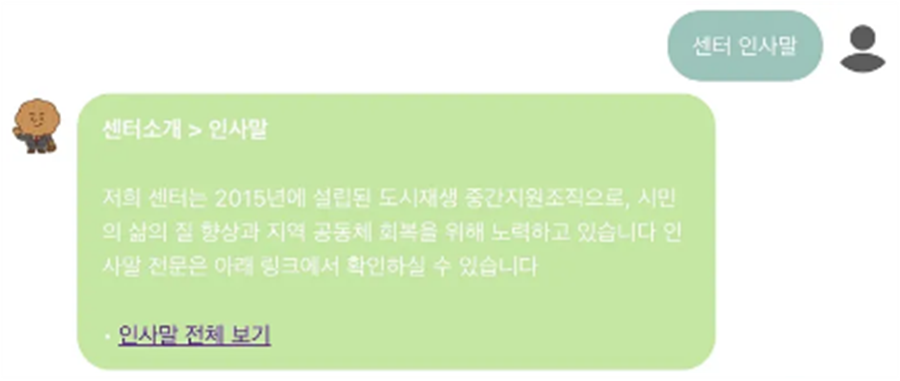 센터 인사말
센터소개 > 인사말
저희 센터는 2015년에 설립된 도시재생 중간지원조직으로, 시민
의 삶의 질 향상과 지역 공동체 회복을 위해 노력하고 있습니다 인
사말 전문은 아래 링크에서 확인하실 수 있습니다
· 인사말 전체 보기